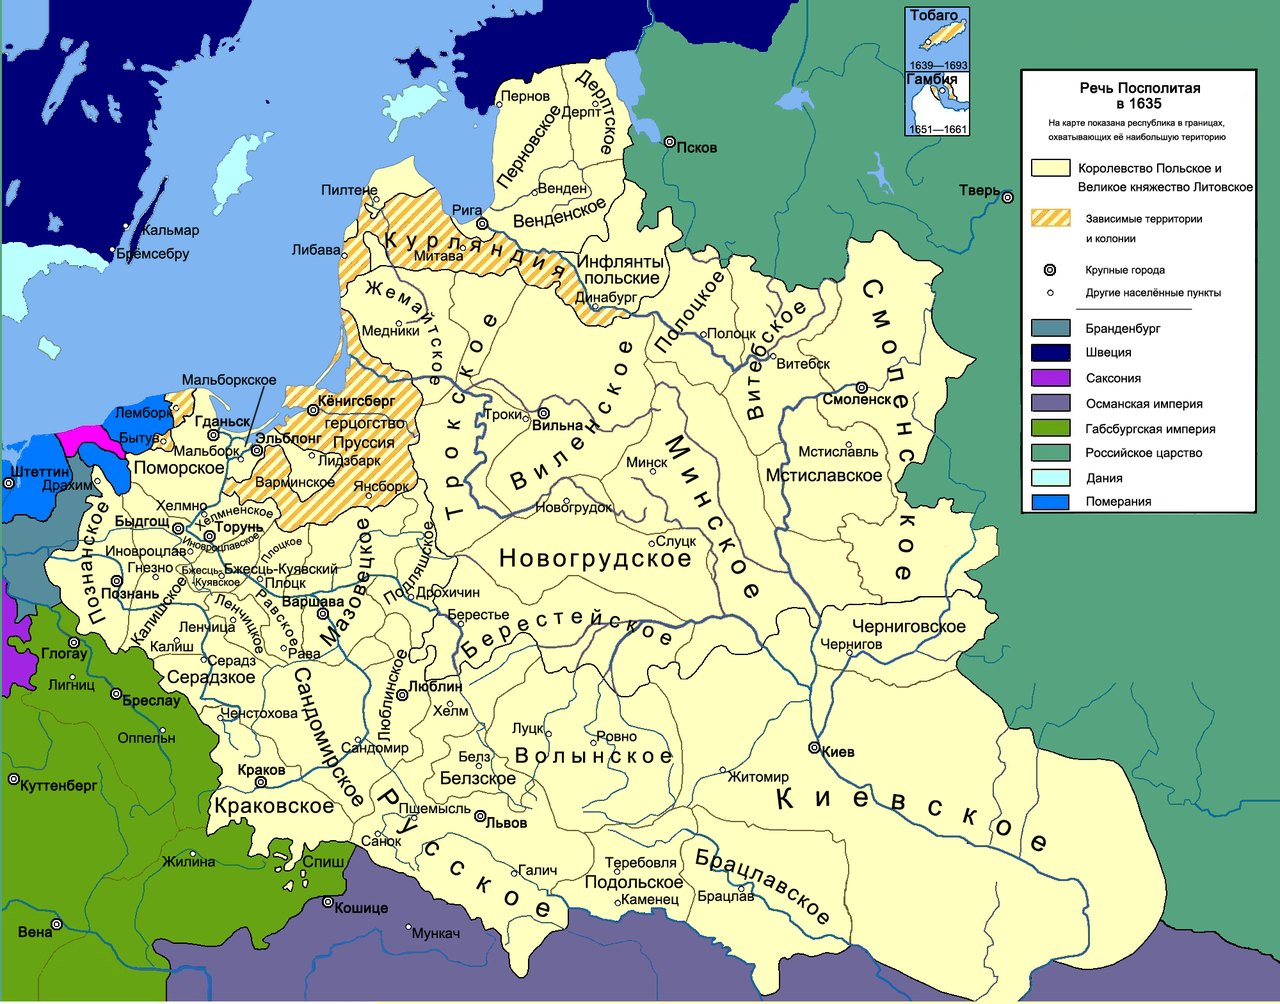 Тобаго
1639—1693
Гамбия
1651—1661
Речь Посполитая
в 1635
На карте показана республика в границах,
охватывающих её наибольшую територию
Королевство Польское и
Великое княжество Литовское
Зависимые территории
и колонии
Крупные города
Другие населённые пункты
Бранденбург
Швеция
Саксония
Османская империя
Габсбургская империя
Российское царство
Дания
Померания
Пернов
Дерптское
Дерпт
Перновское
Псков
Тверь
Венден
Венденское
Пилтене
Рига
Кальмар
Брёмсебру
Либава
Курляндия
Митава
Инфлянты
польские
Динабург
Жемайтское
Медники
Полоцкое
Полоцк
Витебское
Витебск
Смоленское
Смоленск
Мальборкское
Лемборк
Бытув
Гданьск
Кёнигсберг
герцогство
Пруссия
Эльблонг
Мальборк
Лидзбарк
Поморское
Варминское
Янсборк
Штеттин
Драхим
Трокское
Троки
Вильна
Виленское
Минск
Минское
Мстиславль
Мстиславское
Новогрудок
Слуцк
Новогрудское
Хелмно
Хелмненское
Быдгощ
Торунь
Иновроцлавское
Иновроцлав
Плоцкое
Гнезно
Бжесць-
Куявское
Бжесць-Куявский
Плоцк
Познанское
Познань
Калишское
Ленчицкое
Равское
Варшава
Мазовецкое
Подляшское
Дрохичин
Берестье
Берестейское
Черниговское
Чернигов
Ленчица
Калиш
Рава
Серадз
Серадзкое
Глогау
Лигниц
Бреслау
Ченстохова
Оппельн
Сандомирское
Сандомир
Люблинское
Люблин
Хелм
Луцк
Ровно
Волынское
Белз
Белзское
Киев
Житомир
Киевское
Куттенберг
Краков
Краковское
Пшемысль
Львов
Русское
Санок
Галич
Теребовля
Подольское
Каменец
Брацлавское
Брацлав
Жилина
Спиш
Кошице
Вена
Мункач